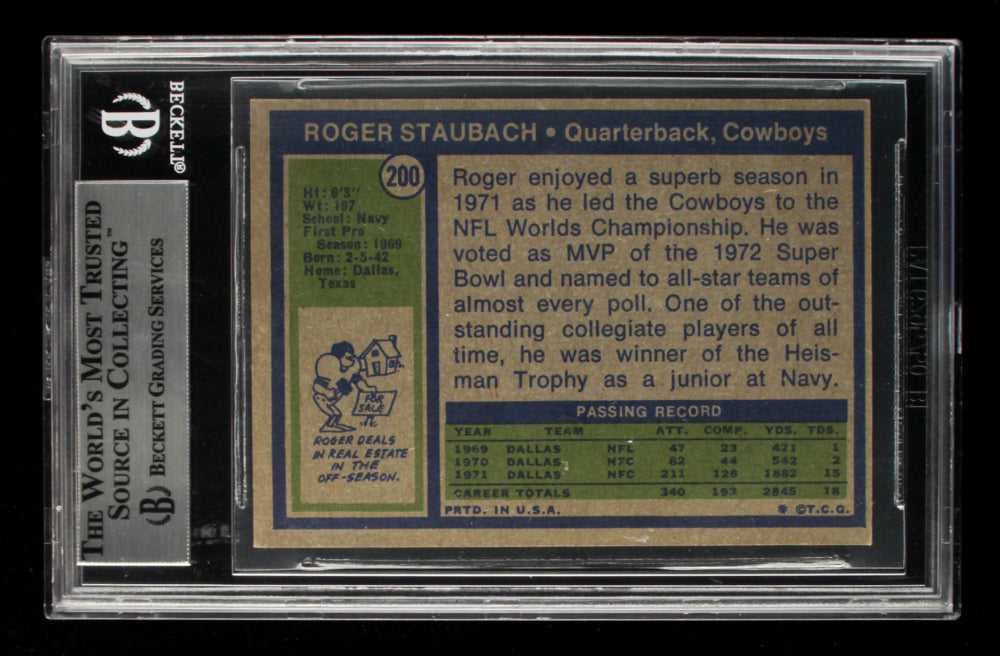 BECKETT®
B
THE WORLD'S MOST TRUSTED
SOURCE IN COLLECTING™
B BECKETT GRADING SERVICES
ROGER STAUBACH • Quarterback, Cowboys
200
Ht: 6'3"
Wt: 197
School: Navy
First Pro
Season: 1969
Born: 2-5-42
Home: Dallas,
Texas
FOR
SALE
ROGER DEALS
IN REAL ESTATE
IN THE
OFF-SEASON.
Roger enjoyed a superb season in
1971 as he led the Cowboys to the
NFL Worlds Championship. He was
voted as MVP of the 1972 Super
Bowl and named to all-star teams of
almost every poll. One of the out-
standing collegiate players of all
time, he was winner of the Heis-
man Trophy as a junior at Navy.
PASSING RECORD
YEAR TEAM ATT. COMP. YDS. TDS.
1969 DALLAS NFL 47 23 421 1
1970 DALLAS NFC 82 44 542 2
1971 DALLAS NFC 211 126 1882 15
CAREER TOTALS 340 193 2845 18
PRTD. IN U.S.A. * ©T.C.G.